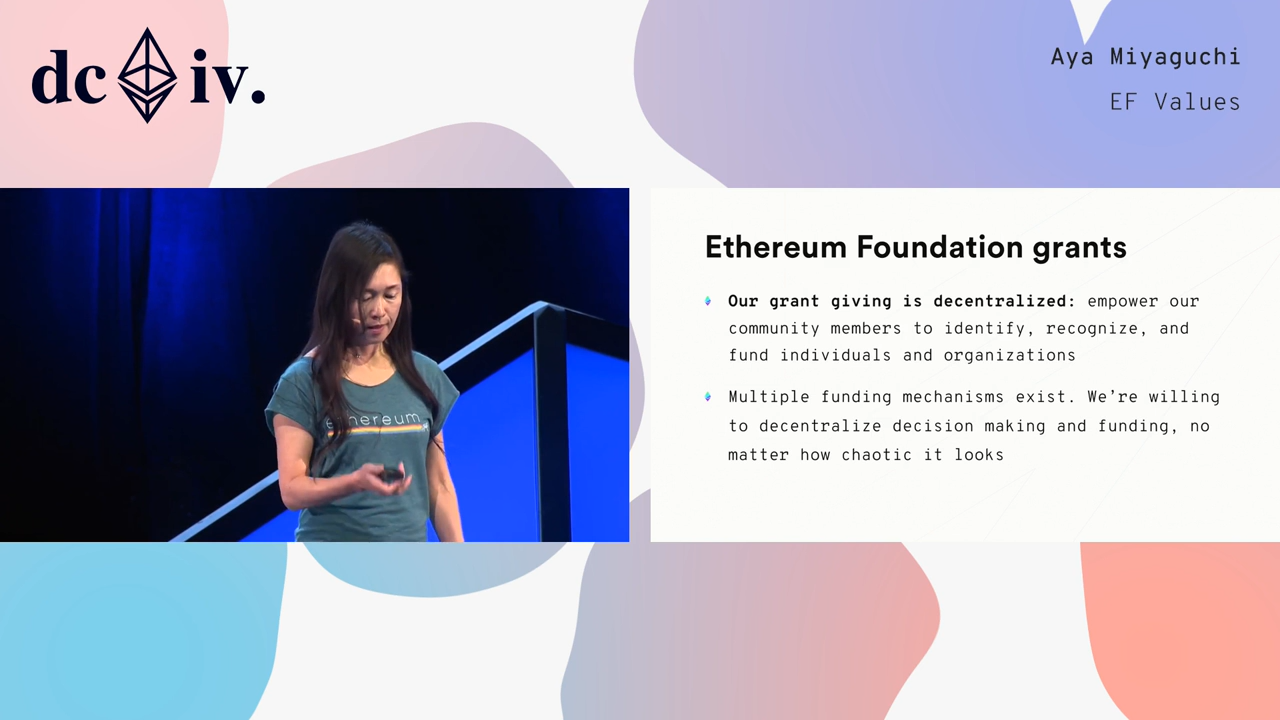 dc iv.
Aya Miyaguchi
EF Values
ethereum
Ethereum Foundation grants
Our grant giving is decentralized: empower our
community members to identify, recognize, and
fund individuals and organizations
Multiple funding mechanisms exist. We’re willing
to decentralize decision making and funding, no
matter how chaotic it looks